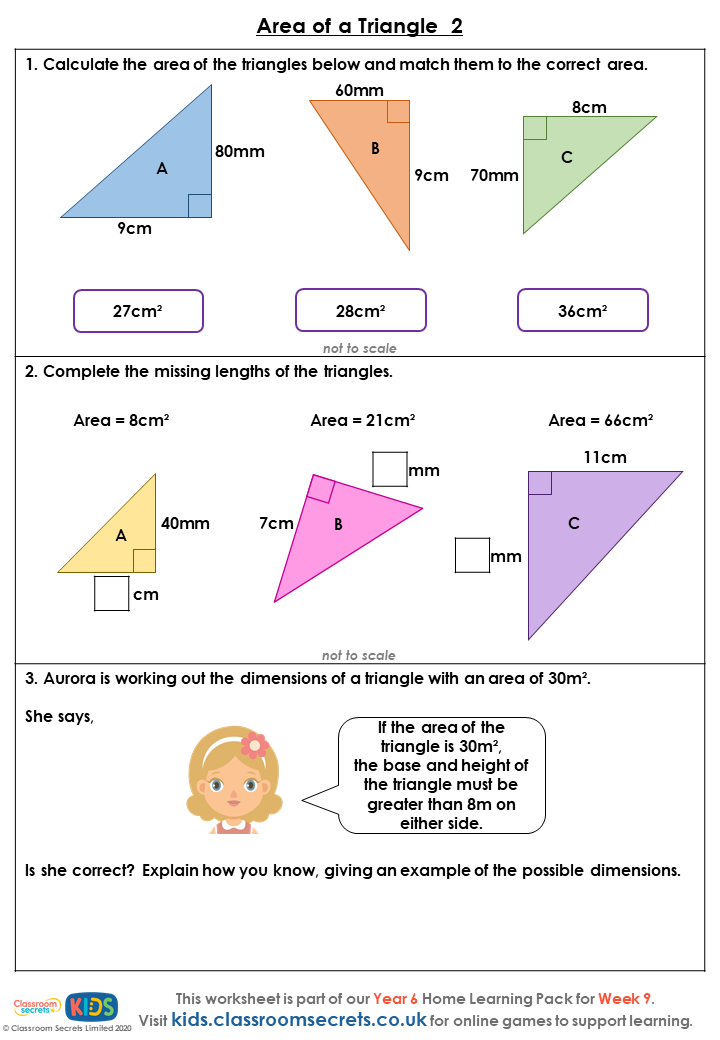 Area of a Triangle 2
1. Calculate the area of the triangles below and match them to the correct area.
60mm
8cm
A
80mm
B
9cm
70mm
C
9cm
27cm²
28cm²
36cm²
not to scale
2. Complete the missing lengths of the triangles.
Area = 8cm²
Area = 21cm²
Area = 66cm²
11cm
mm
A
40mm
7cm
B
C
mm
cm
not to scale
3. Aurora is working out the dimensions of a triangle with an area of 30m².
She says,
If the area of the
triangle is 30m²,
the base and height of
the triangle must be
greater than 8m on
either side.
Is she correct? Explain how you know, giving an example of the possible dimensions.
Classroom
secrets
KIDS
© Classroom Secrets Limited 2020
This worksheet is part of our Year 6 Home Learning Pack for Week 9.
Visit kids.classroomsecrets.co.uk for online games to support learning.